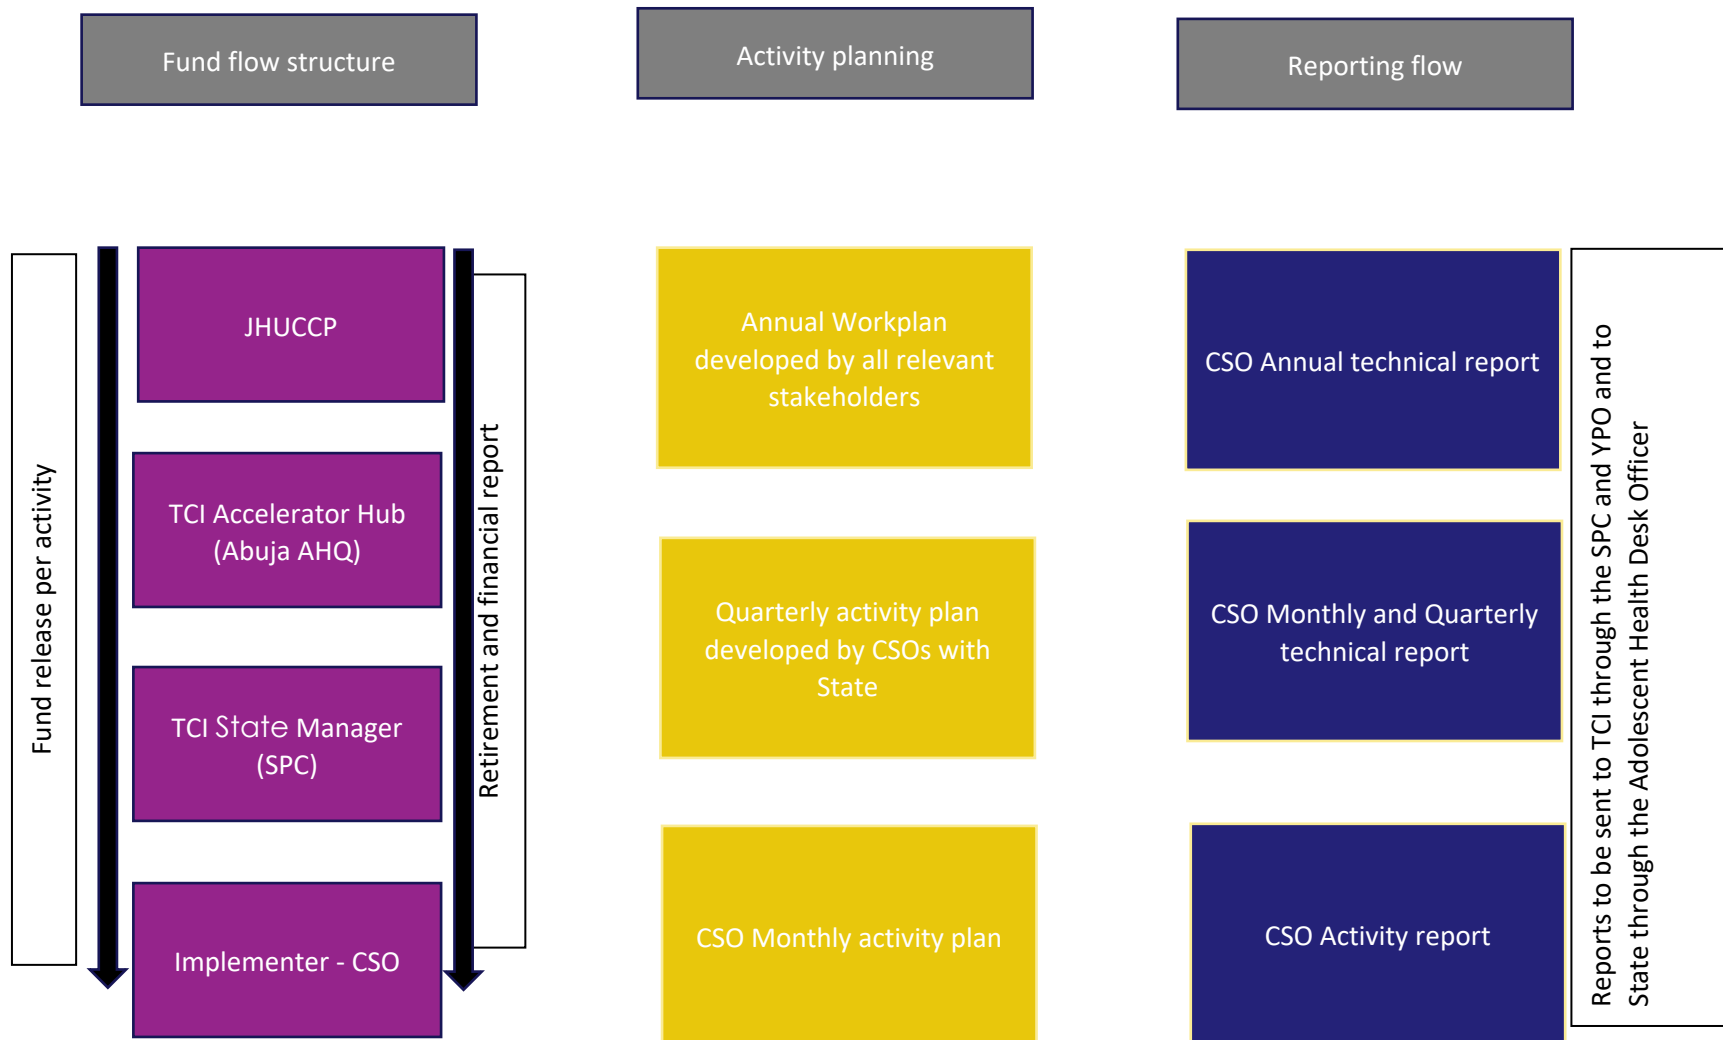 Fund flow structure
Activity planning
Reporting flow
Fund release per activity
JHUCCP
TCI Accelerator Hub
(Abuja AHQ)
TCI State Manager
(SPC)
Implementer - CSO
Retirement and financial report
Annual Workplan
developed by all relevant
stakeholders
Quarterly activity plan
developed by CSOs with
State
CSO Monthly activity plan
CSO Annual technical report
CSO Monthly and Quarterly
technical report
CSO Activity report
Reports to be sent to TCI through the SPC and YPO and to
State through the Adolescent Health Desk Officer